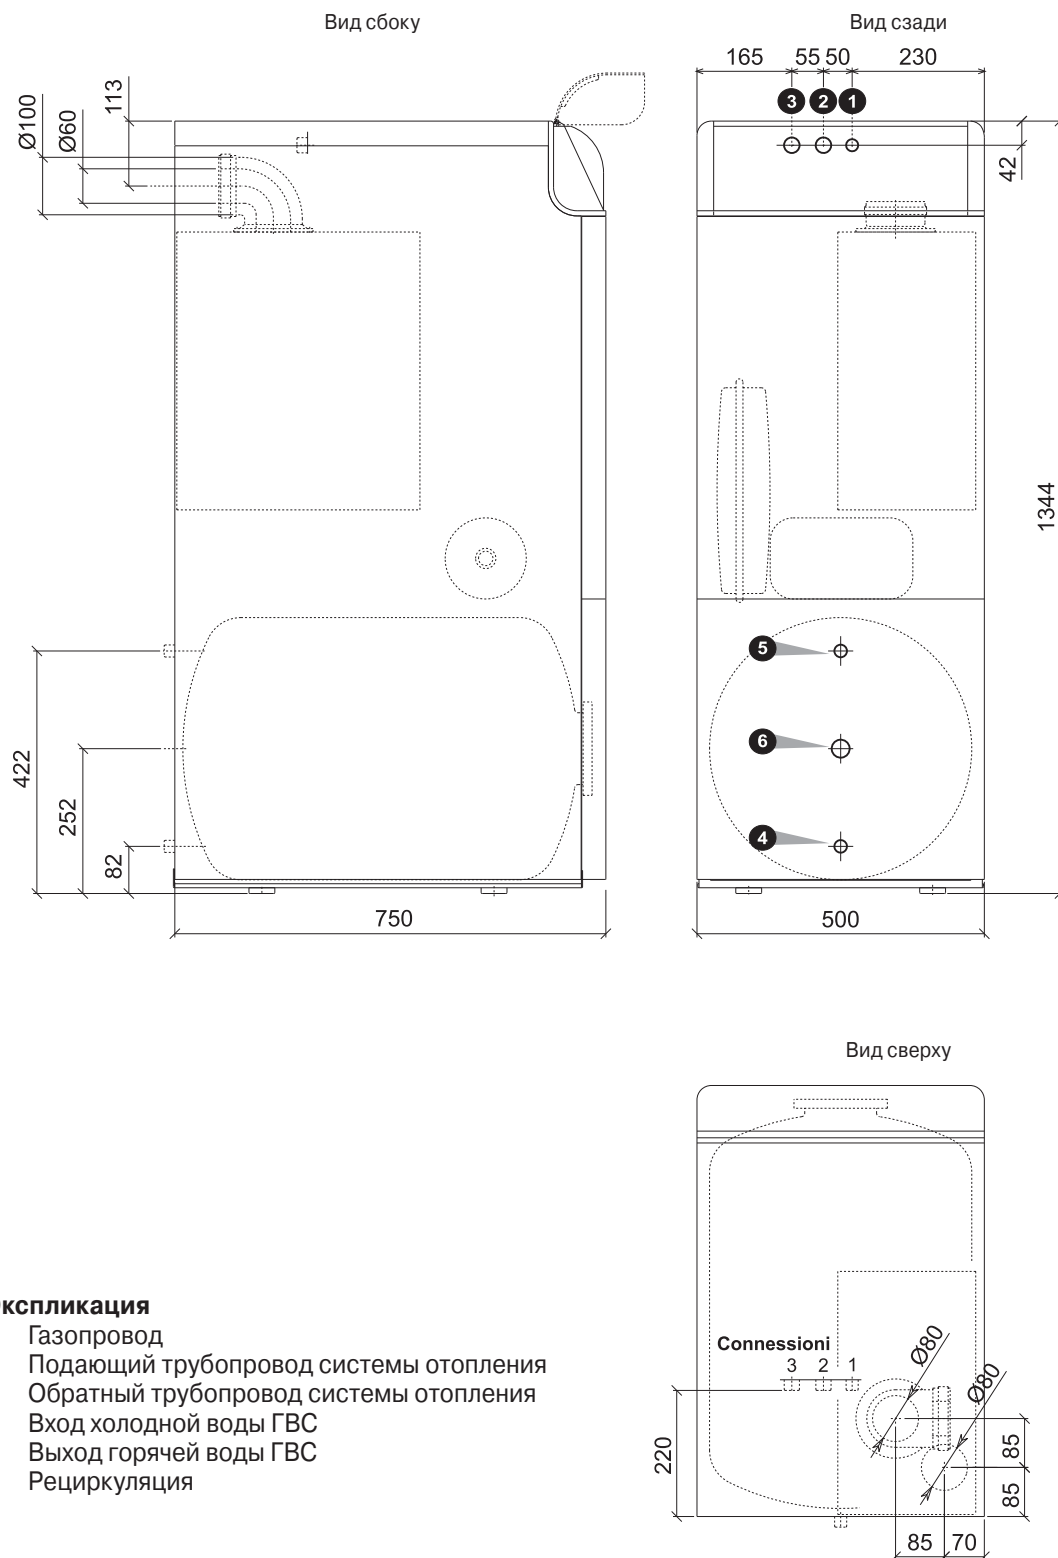 Вид сбоку
Вид сзади
165 55 50 230
3 2 1
Ø100
Ø60
113
42
1344
5
6
4
422
252
82
750
500
Вид сверху
кспликация
Газопровод
Подающий трубопровод системы отопления
Обратный трубопровод системы отопления
Вход холодной воды ГВС
Выход горячей воды ГВС
Рециркуляция
Connessioni
3 2 1
Ø80
Ø80
220
85
85
85 70